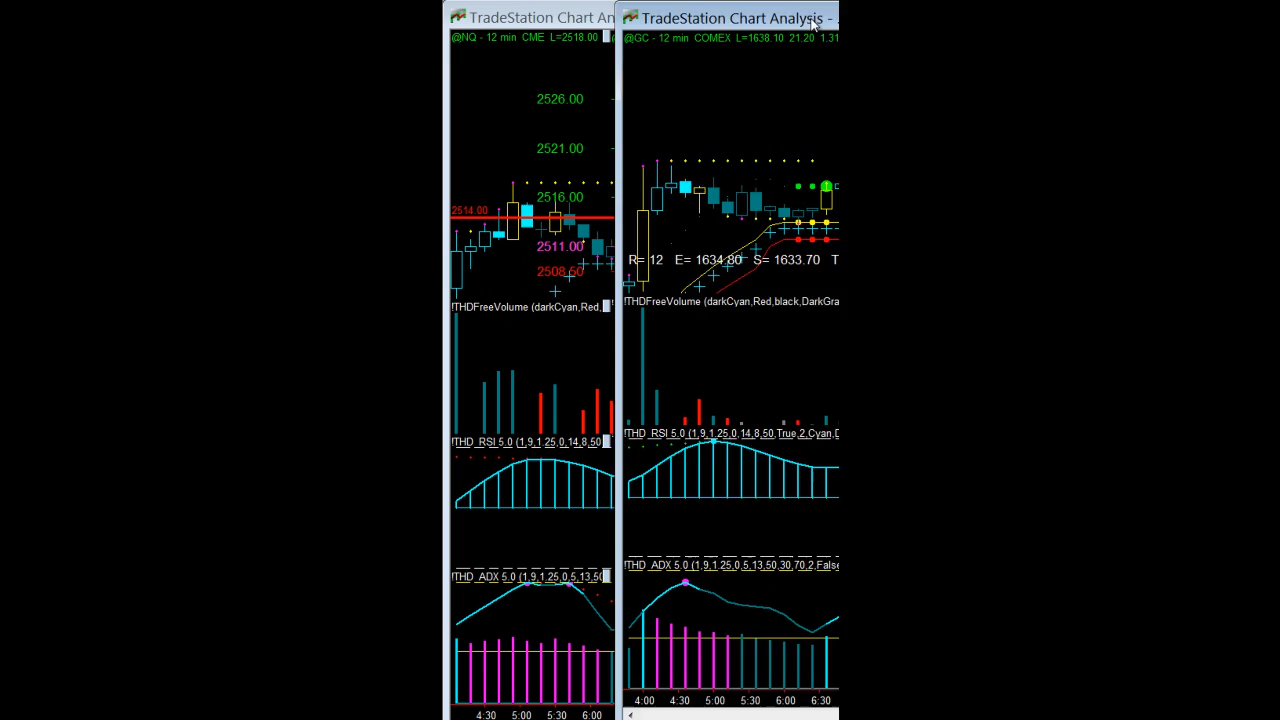 TradeStation Chart An
@NQ - 12 min CME L=2518.00
2526.00
2521.00
2516.00
2514.00
2511.00
2508.50
!THDFreeVolume (darkCyan,Red,
!THD_RSI 5.0 (1,9,1.25,0,14,8,50
!THD_ADX 5.0 (1,9,1.25,0,5,13,50
4:30 5:00 5:30 6:00
TradeStation Chart Analysis -
@GC - 12 min COMEX L=1638.10 21.20 1.31
R= 12 E= 1634.80 S= 1633.70 T
!THDFreeVolume (darkCyan,Red,black,DarkGra
!THD_RSI 5.0 (1,9,1.25,0,14,8,50,True,2,Cyan,D
!THD_ADX 5.0 (1,9,1.25,0,5,13,50,30,70,2,False
4:00 4:30 5:00 5:30 6:00 6:30